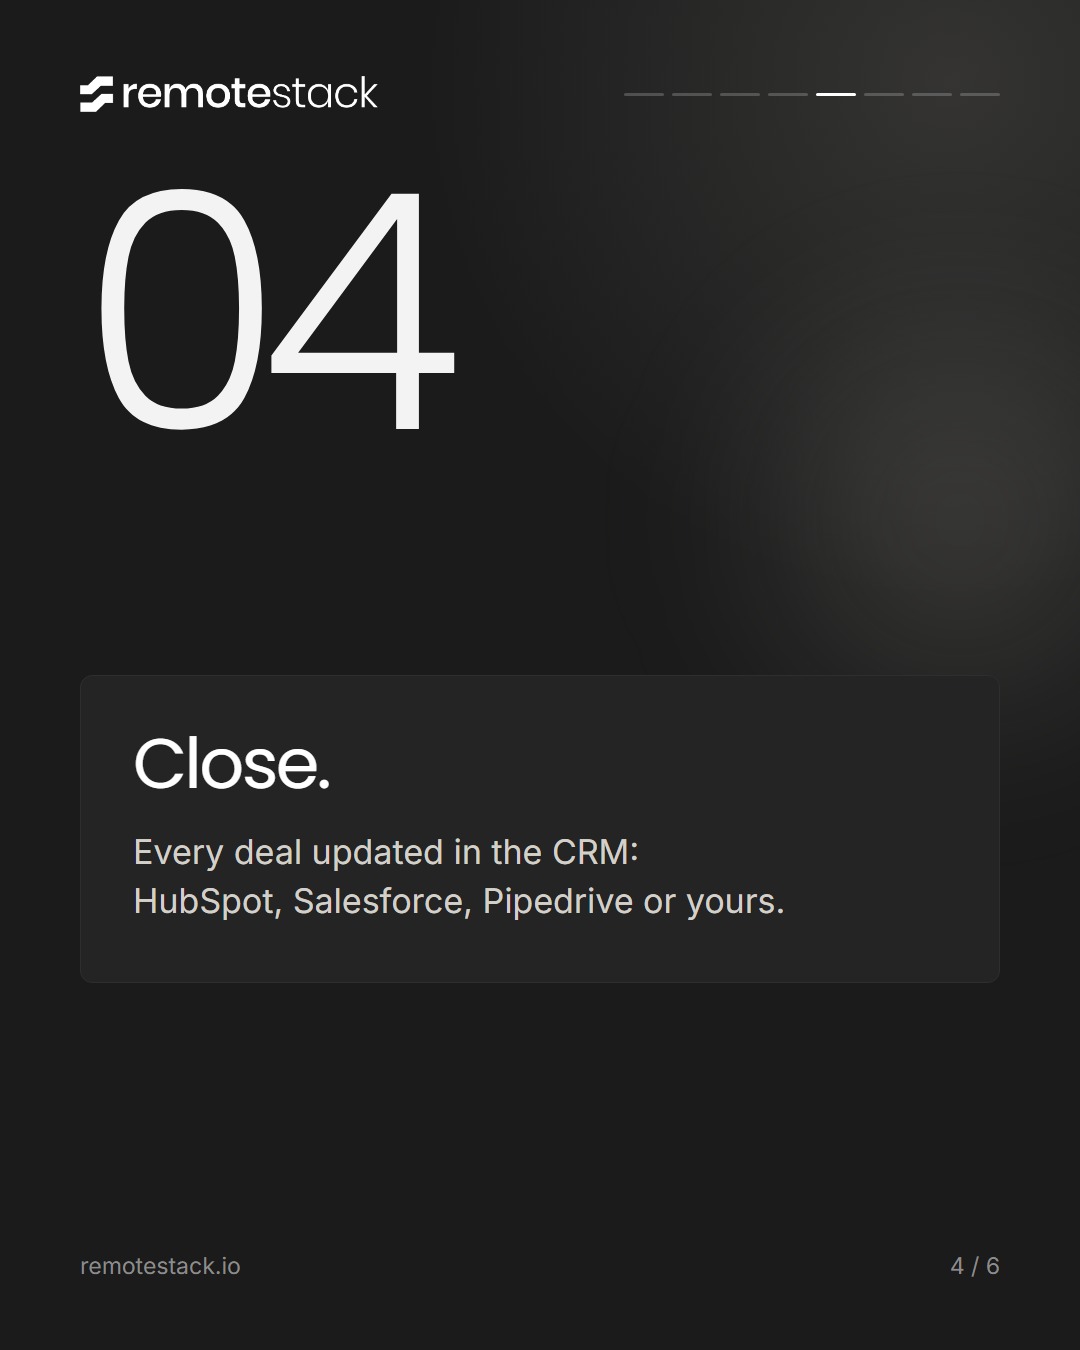 remotestack
04
Close.
Every deal updated in the CRM:
HubSpot, Salesforce, Pipedrive or yours.
remotestack.io
4 / 6